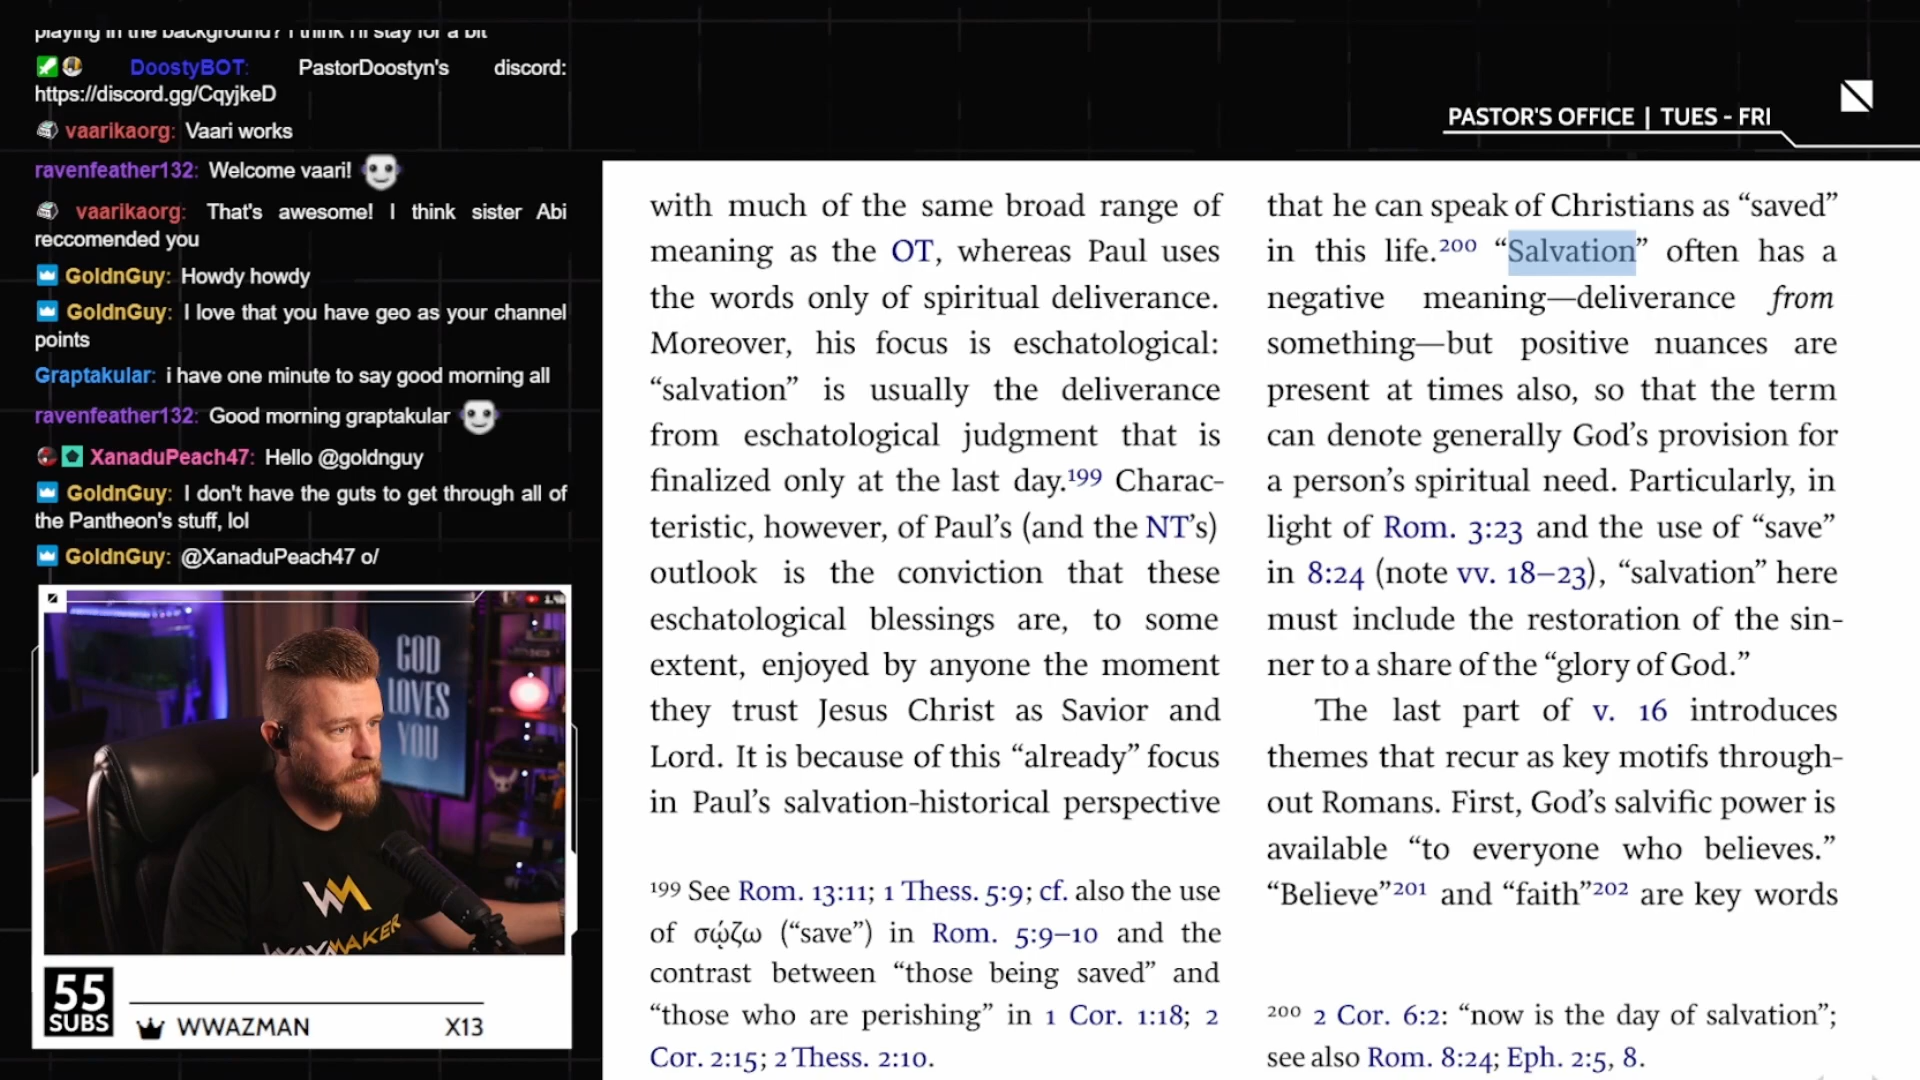 playing in the background? I think I'll stay for a bit
DoostyBOT: PastorDoostyn's discord:
https://discord.gg/CqyjkeD
vaarikaorg: Vaari works
ravenfeather132: Welcome vaari!
vaarikaorg: That's awesome! I think sister Abi
reccomended you
GoldnGuy: Howdy howdy
GoldnGuy: I love that you have geo as your channel
points
Graptakular: i have one minute to say good morning all
ravenfeather132: Good morning graptakular
XanaduPeach47: Hello @goldnguy
GoldnGuy: I don't have the guts to get through all of
the Pantheon's stuff, lol
GoldnGuy: @XanaduPeach47 o/
GOD
LOVES
YOU
WM
WAYMAKER
55
SUBS
WWAZMAN X13
PASTOR'S OFFICE | TUES - FRI
with much of the same broad range of
meaning as the OT, whereas Paul uses
the words only of spiritual deliverance.
Moreover, his focus is eschatological:
“salvation” is usually the deliverance
from eschatological judgment that is
finalized only at the last day.¹⁹⁹ Charac-
teristic, however, of Paul’s (and the NT’s)
outlook is the conviction that these
eschatological blessings are, to some
extent, enjoyed by anyone the moment
they trust Jesus Christ as Savior and
Lord. It is because of this “already” focus
in Paul’s salvation-historical perspective
¹⁹⁹ See Rom. 13:11; 1 Thess. 5:9; cf. also the use
of σῴζω (“save”) in Rom. 5:9–10 and the
contrast between “those being saved” and
“those who are perishing” in 1 Cor. 1:18; 2
Cor. 2:15; 2 Thess. 2:10.
that he can speak of Christians as “saved”
in this life.²⁰⁰ “Salvation” often has a
negative meaning—deliverance from
something—but positive nuances are
present at times also, so that the term
can denote generally God’s provision for
a person’s spiritual need. Particularly, in
light of Rom. 3:23 and the use of “save”
in 8:24 (note vv. 18–23), “salvation” here
must include the restoration of the sin-
ner to a share of the “glory of God.”
The last part of v. 16 introduces
themes that recur as key motifs through-
out Romans. First, God’s salvific power is
available “to everyone who believes.”
“Believe”²⁰¹ and “faith”²⁰² are key words
²⁰⁰ 2 Cor. 6:2: “now is the day of salvation”;
see also Rom. 8:24; Eph. 2:5, 8.